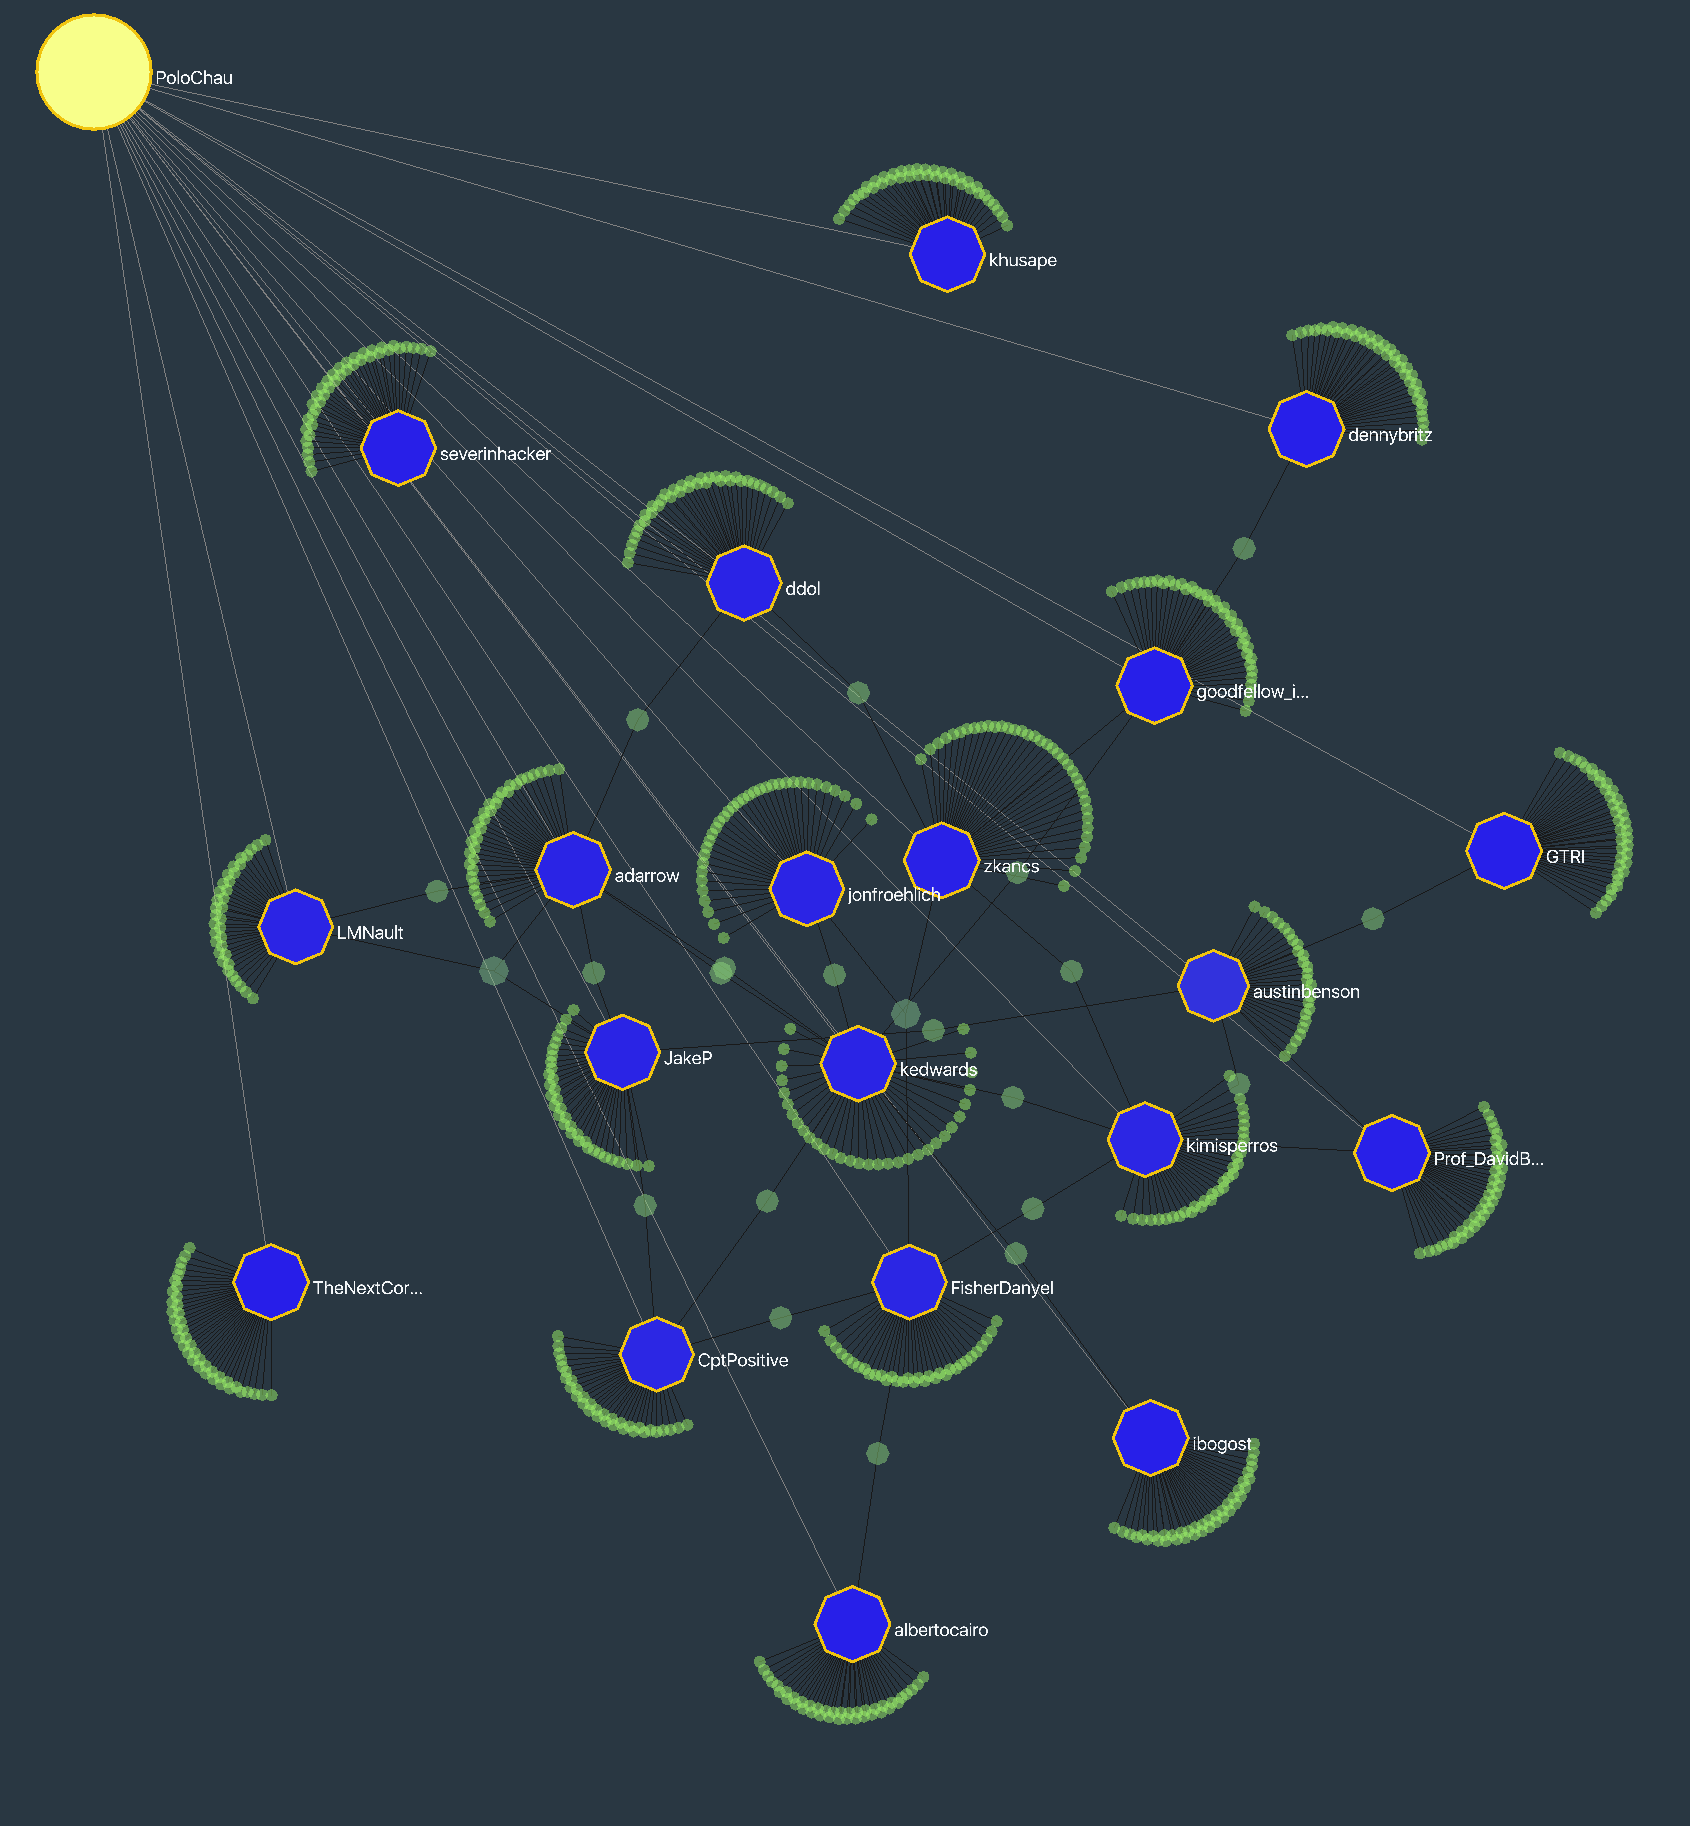 PoloChau
khusape
dennybritz
severinhacker
ddol
goodfellow_i...
GTRI
zkancs
adarrow
jonfroehlich
LMNault
austinbenson
JakeP
kedwards
kimisperros
Prof_DavidB...
TheNextCor...
FisherDanyel
CptPositive
ibogost
albertocairo